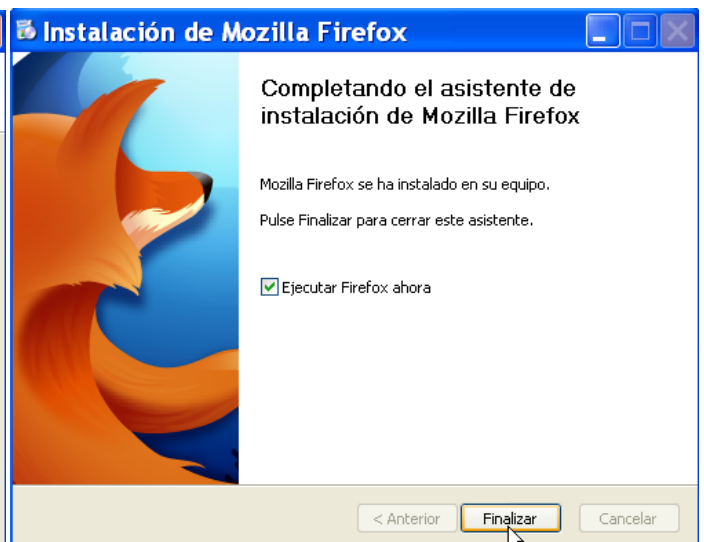 Instalación de Mozilla Firefox
Completando el asistente de
instalación de Mozilla Firefox
Mozilla Firefox se ha instalado en su equipo.
Pulse Finalizar para cerrar este asistente.
Ejecutar Firefox ahora
< Anterior
Finalizar
Cancelar